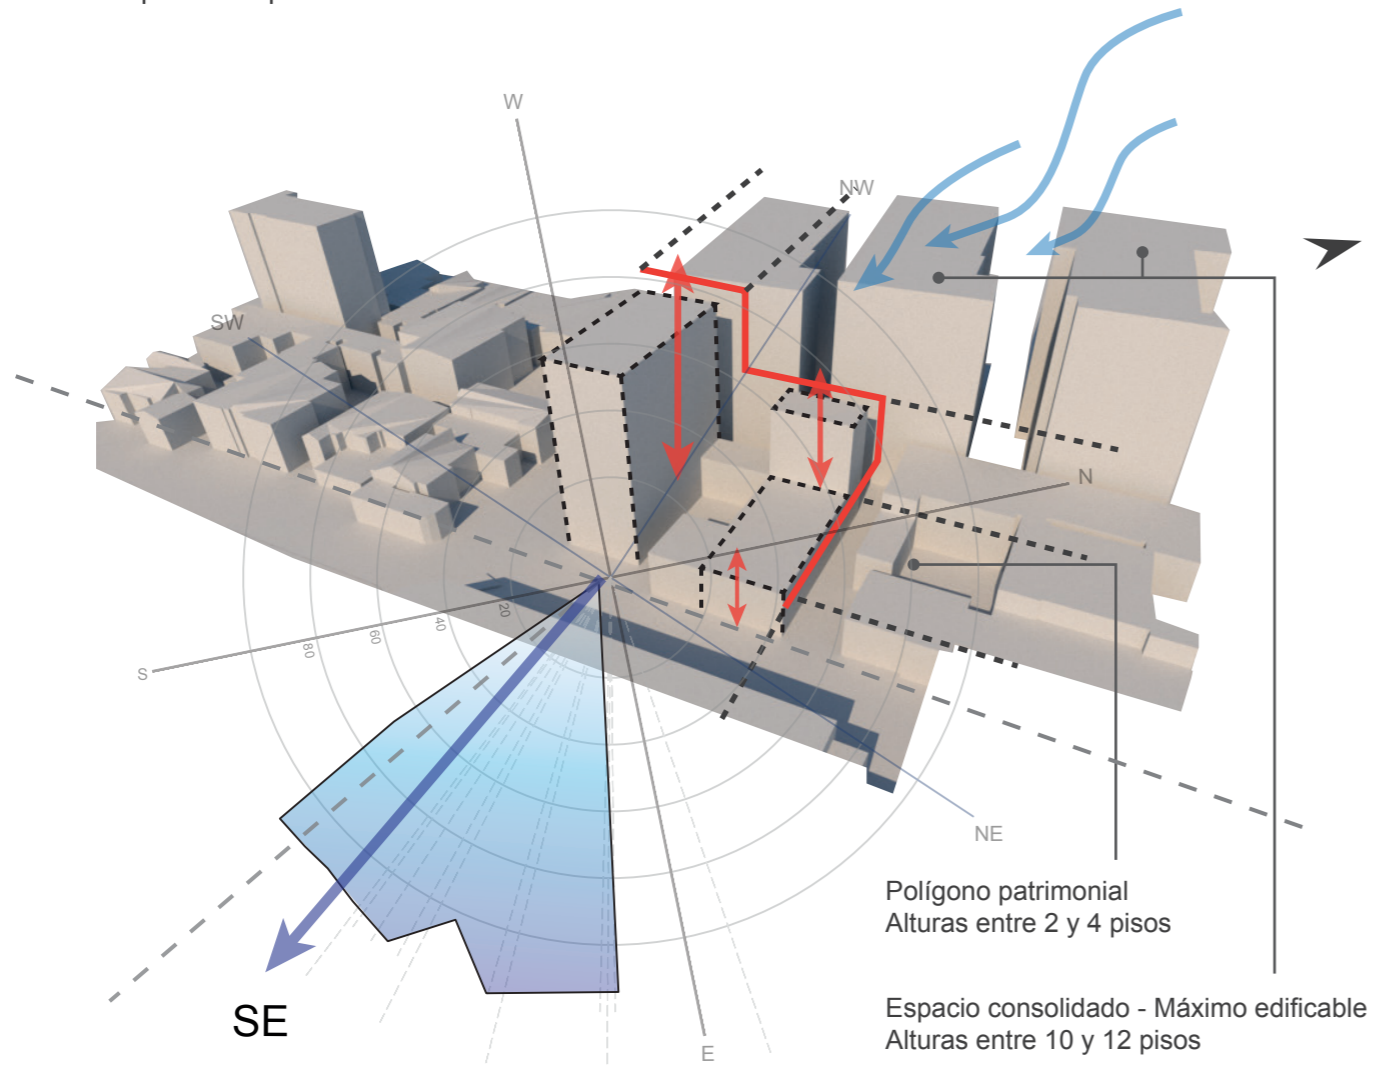 W
NW
SW
N
S
20
40
60
80
NE
Polígono patrimonial
Alturas entre 2 y 4 pisos
SE
Espacio consolidado - Máximo edificable
Alturas entre 10 y 12 pisos
E